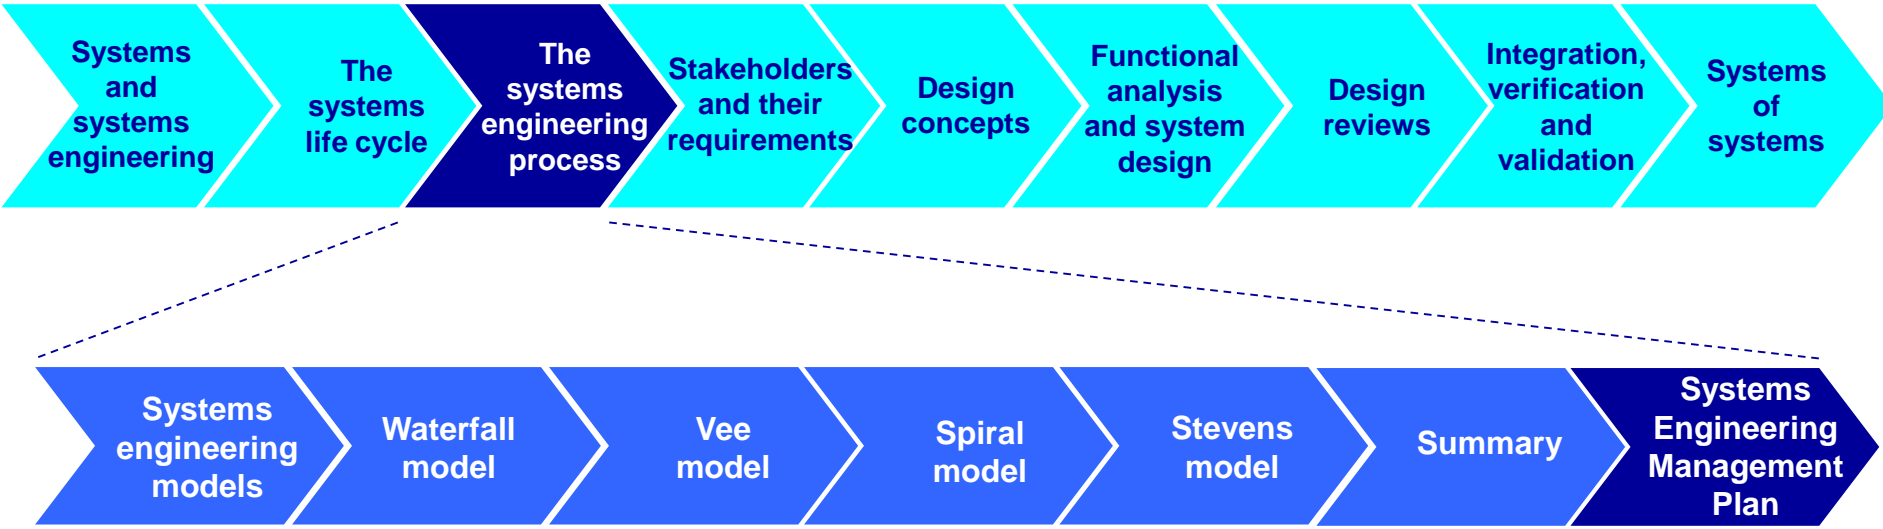 Systems
and
systems
engineering
The
systems
life cycle
The
systems
engineering
process
Stakeholders
and their
requirements
Design
concepts
Functional
analysis
and system
design
Design
reviews
Integration,
verification
and
validation
Systems
of
systems
Systems
engineering
models
Waterfall
model
Vee
model
Spiral
model
Stevens
model
Summary
Systems
Engineering
Management
Plan